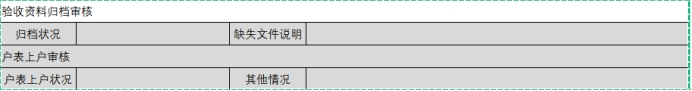 验收资料归档审核
归档状况 缺失文件说明
户表上户审核
户表上户状况 其他情况